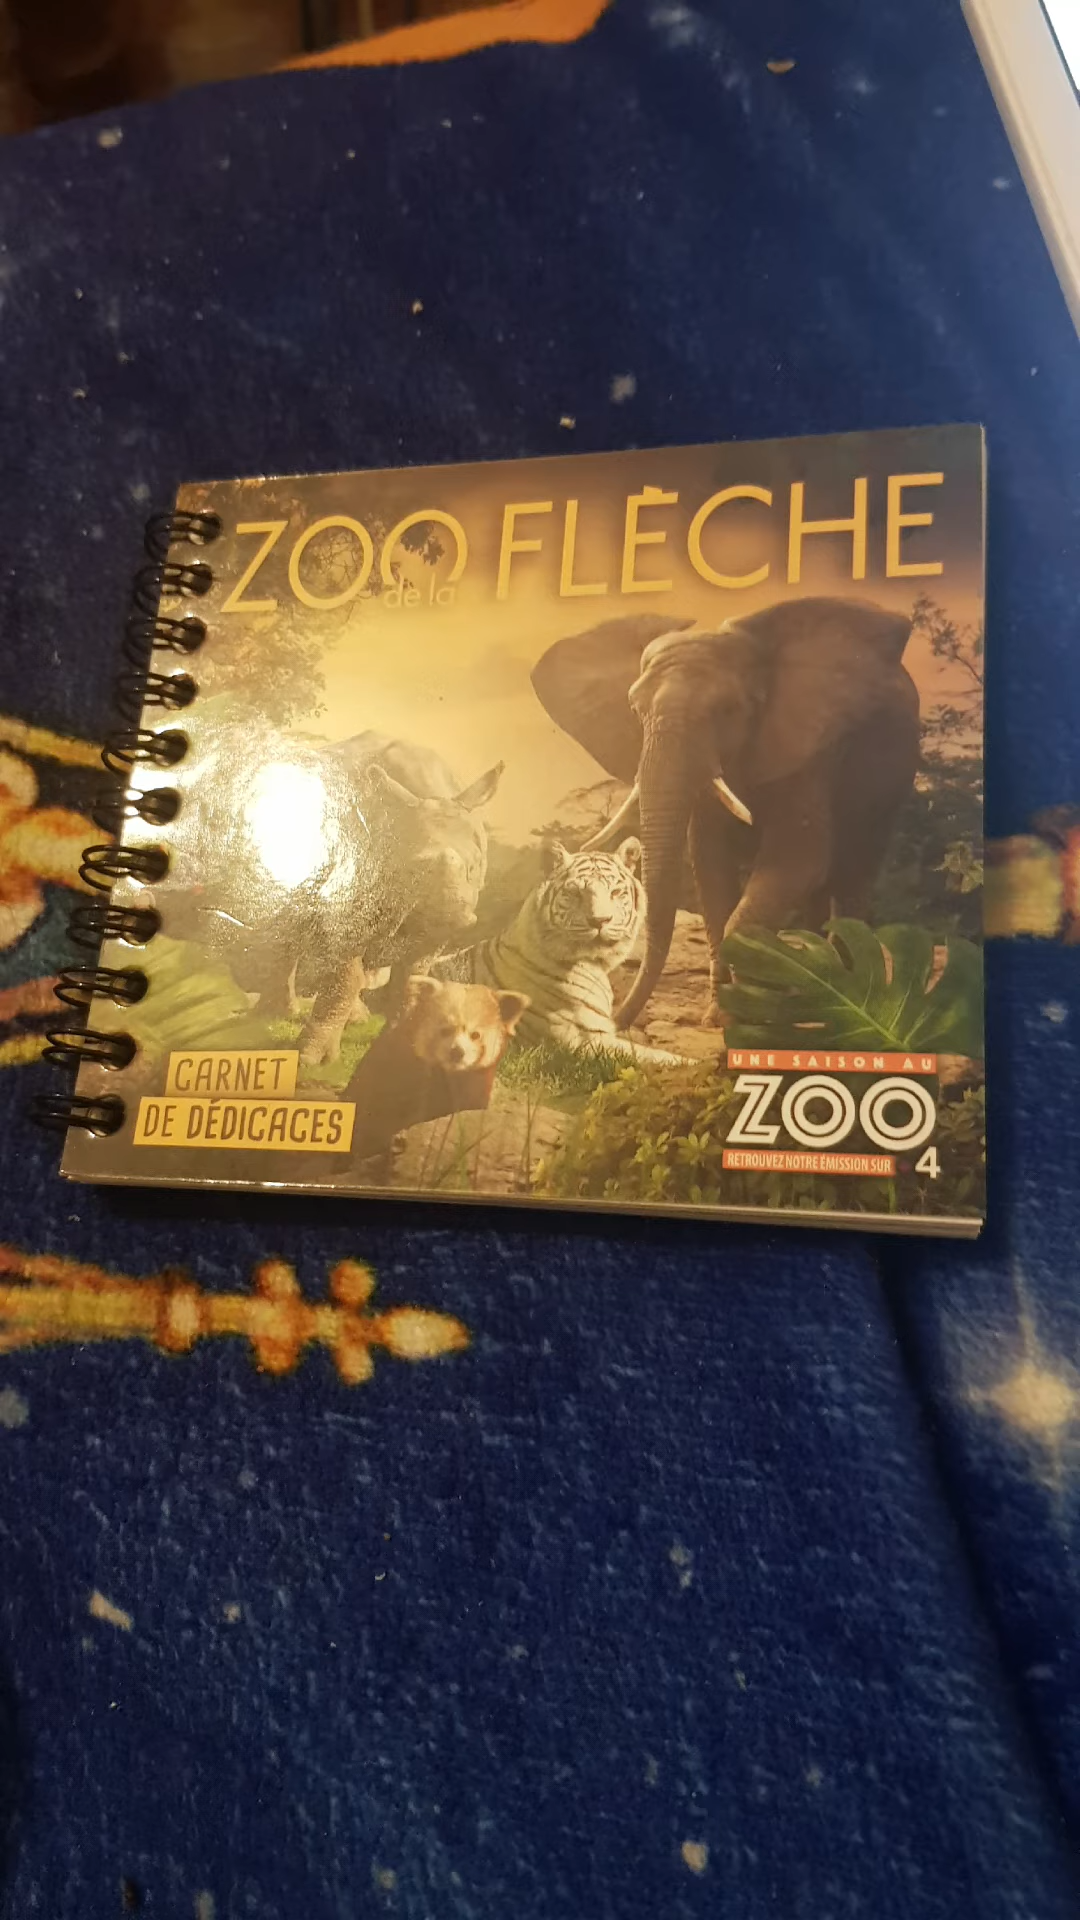 ZOO de la FLÈCHE
CARNET
DE DÉDICACES
UNE SAISON AU
ZOO
RETROUVEZ NOTRE ÉMISSION SUR 4